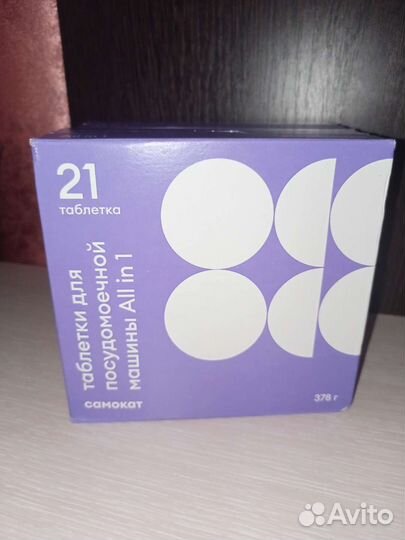 21
таблетка
таблетки для
посудомоечной
машины All in 1
самокат
378 г
Avito